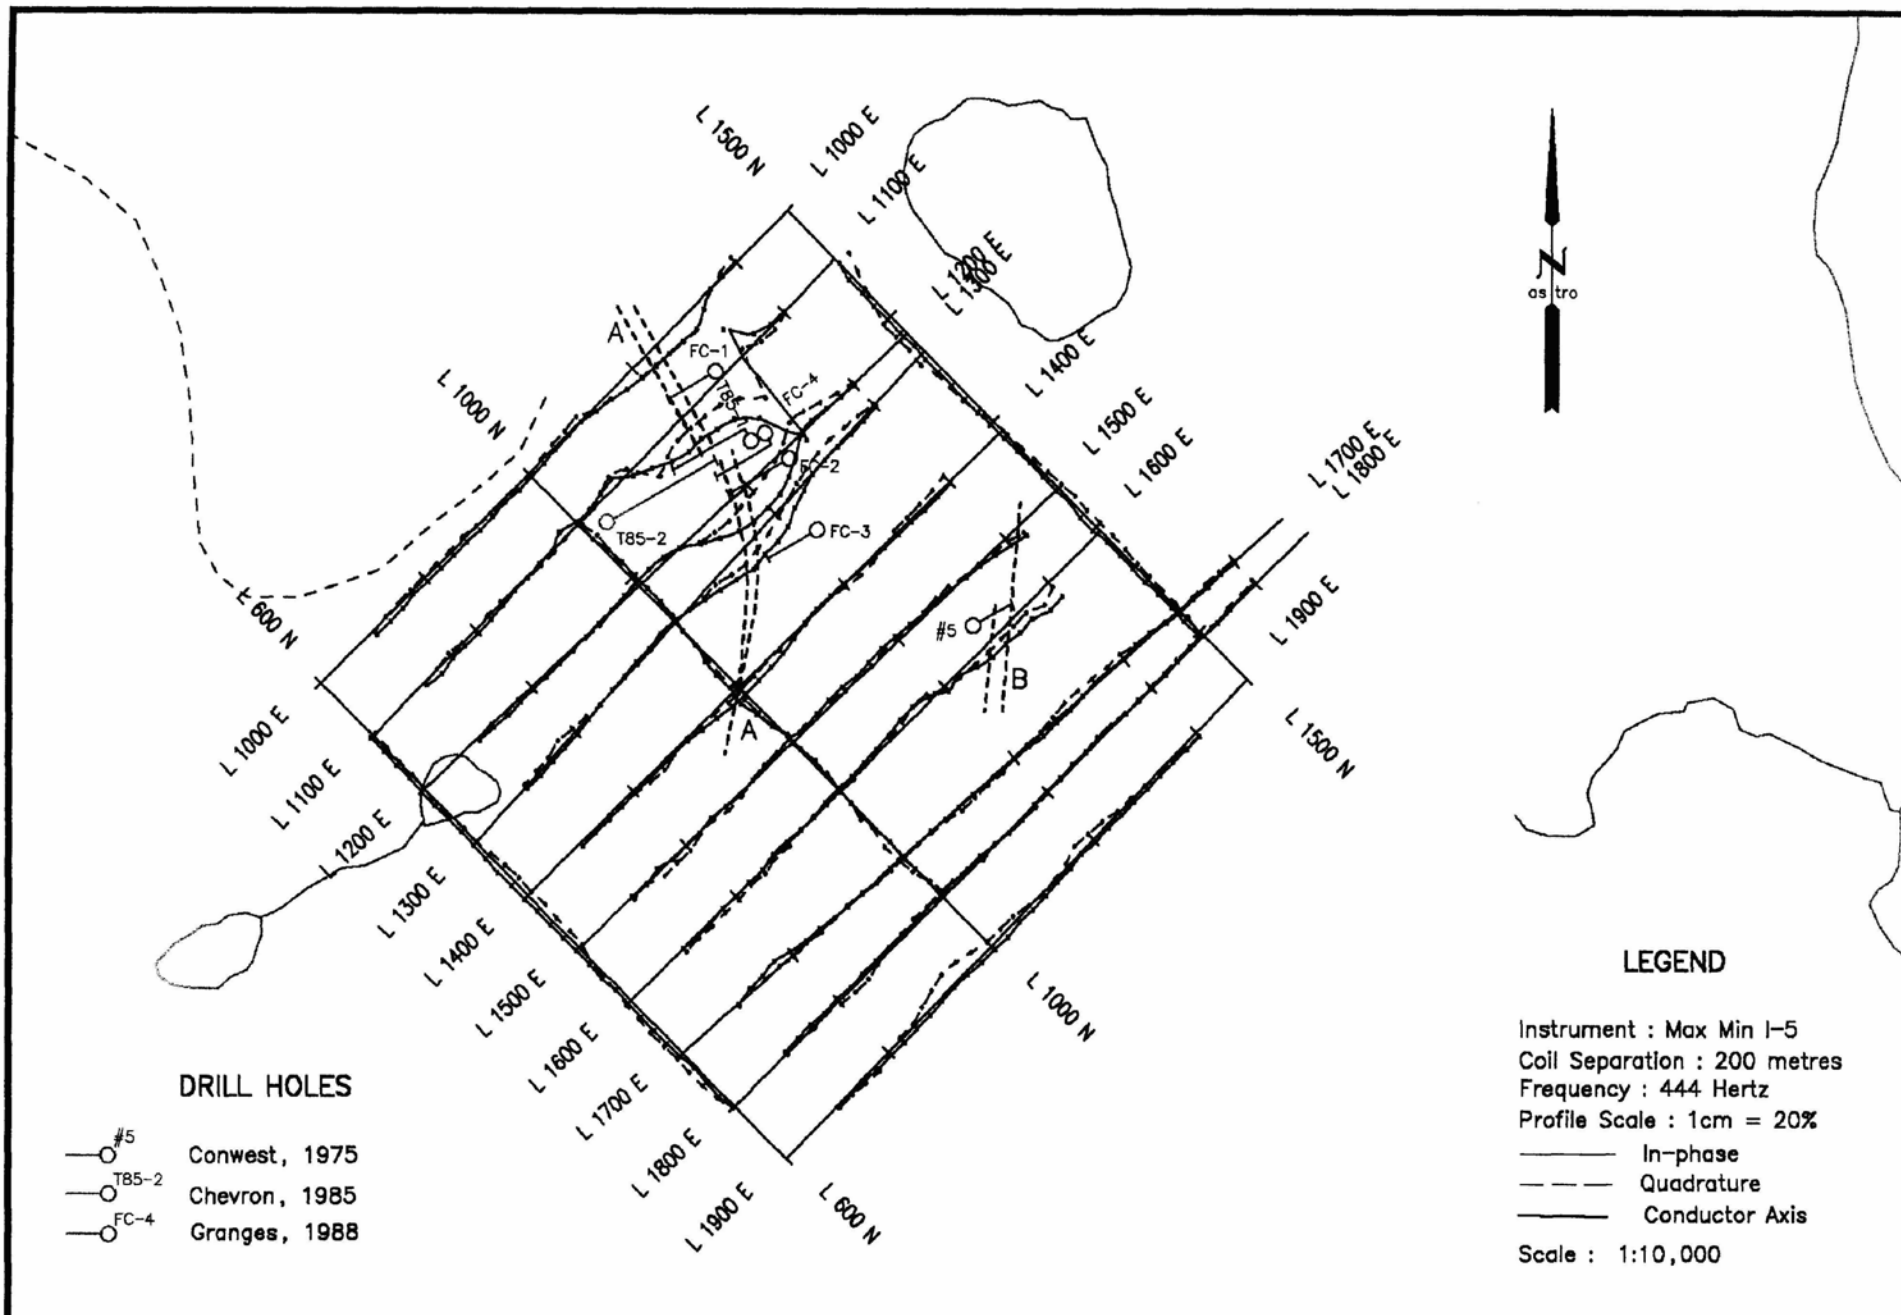 L 1500 N
L 1000 E
L 1100 E
L 1200 E
L 1300 E
L 1400 E
L 1500 E
L 1600 E
L 1700 E
L 1800 E
L 1900 E
L 1500 N
N
as tro
A
FC-1
T85
FC-4
FC-2
T85-2
FC-3
#5
B
A
L 1000 N
L 600 N
L 1000 E
L 1100 E
L 1200 E
L 1300 E
L 1400 E
L 1500 E
L 1600 E
L 1700 E
L 1800 E
L 1900 E
L 600 N
L 1000 N
DRILL HOLES
#5 Conwest, 1975
T85-2 Chevron, 1985
FC-4 Granges, 1988
LEGEND
Instrument : Max Min I-5
Coil Separation : 200 metres
Frequency : 444 Hertz
Profile Scale : 1cm = 20%
In-phase
Quadrature
Conductor Axis
Scale : 1:10,000